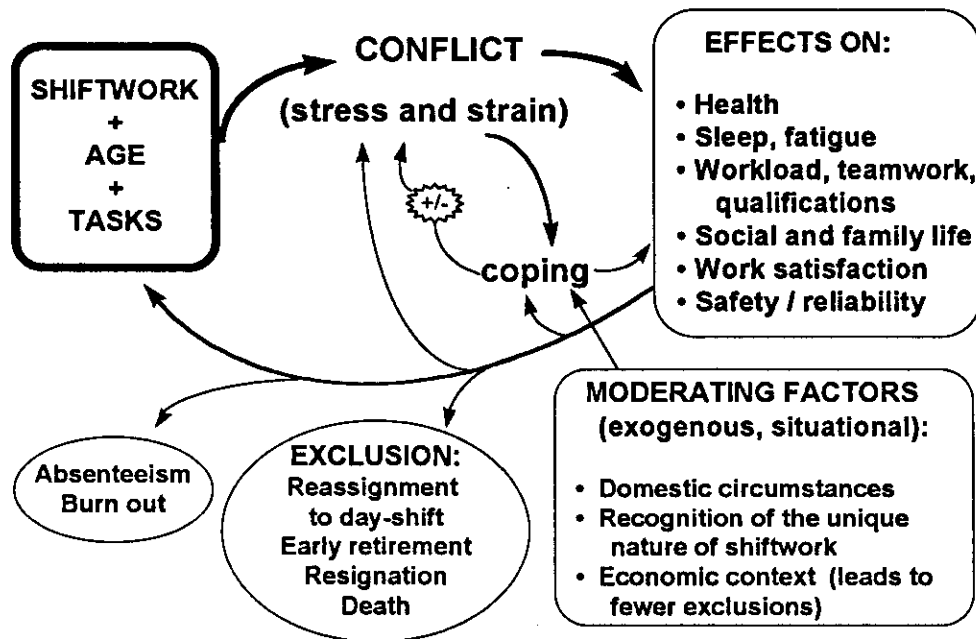 SHIFTWORK
+
AGE
+
TASKS
CONFLICT
(stress and strain)
+/-
coping
EFFECTS ON:
• Health
• Sleep, fatigue
• Workload, teamwork,
qualifications
• Social and family life
• Work satisfaction
• Safety / reliability
Absenteeism
Burn out
EXCLUSION:
Reassignment
to day-shift
Early retirement
Resignation
Death
MODERATING FACTORS
(exogenous, situational):
• Domestic circumstances
• Recognition of the unique
nature of shiftwork
• Economic context (leads to
fewer exclusions)